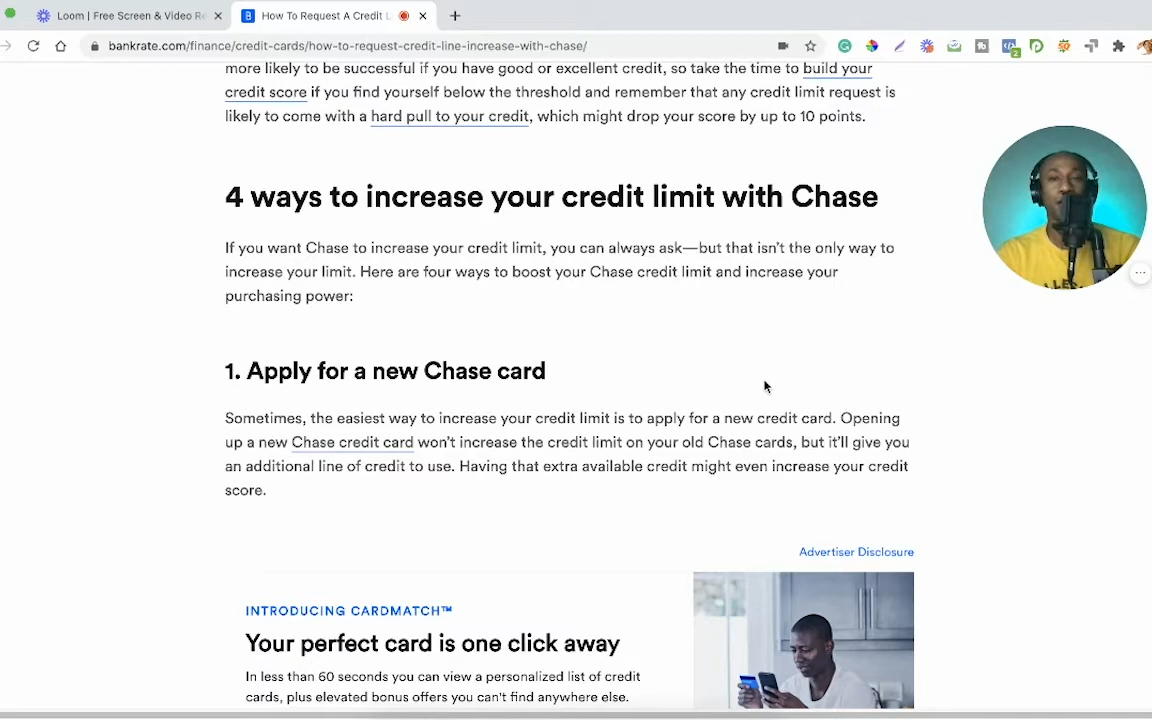 Loom | Free Screen & Video Re
How To Request A Credit L
bankrate.com/finance/credit-cards/how-to-request-credit-line-increase-with-chase/
2
more likely to be successful if you have good or excellent credit, so take the time to build your
credit score if you find yourself below the threshold and remember that any credit limit request is
likely to come with a hard pull to your credit, which might drop your score by up to 10 points.
4 ways to increase your credit limit with Chase
If you want Chase to increase your credit limit, you can always ask—but that isn't the only way to
increase your limit. Here are four ways to boost your Chase credit limit and increase your
purchasing power:
1. Apply for a new Chase card
Sometimes, the easiest way to increase your credit limit is to apply for a new credit card. Opening
up a new Chase credit card won't increase the credit limit on your old Chase cards, but it'll give you
an additional line of credit to use. Having that extra available credit might even increase your credit
score.
Advertiser Disclosure
INTRODUCING CARDMATCH™
Your perfect card is one click away
In less than 60 seconds you can view a personalized list of credit
cards, plus elevated bonus offers you can't find anywhere else.